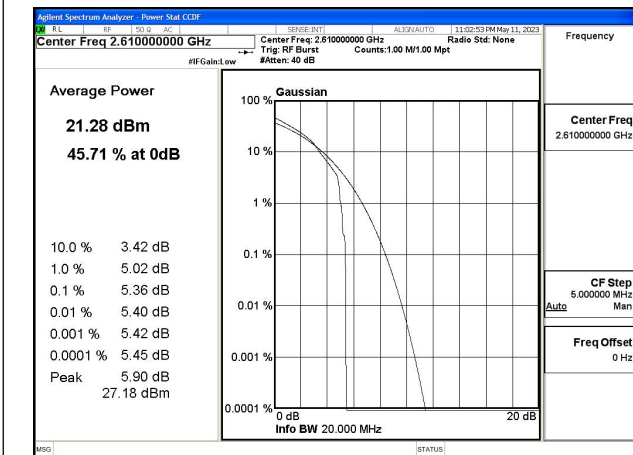 Agilent Spectrum Analyzer - Power Stat CCDF
RL RF 50 Ω AC SENSE:INT ALIGN AUTO 11:02:53 PM May 11, 2023
Center Freq 2.610000000 GHz
Center Freq: 2.610000000 GHz Radio Std: None
Trig: RF Burst Counts:1.00 M/1.00 Mpt
#IFGain:Low #Atten: 40 dB
Frequency
Average Power
21.28 dBm
45.71 % at 0dB
10.0 % 3.42 dB
1.0 % 5.02 dB
0.1 % 5.36 dB
0.01 % 5.40 dB
0.001 % 5.42 dB
0.0001 % 5.45 dB
Peak 5.90 dB
27.18 dBm
Gaussian
100 %
10 %
1 %
0.1 %
0.01 %
0.001 %
0.0001 %
0 dB 20 dB
Info BW 20.000 MHz
Center Freq
2.610000000 GHz
CF Step
5.000000 MHz
Auto Man
Freq Offset
0 Hz
MSG STATUS